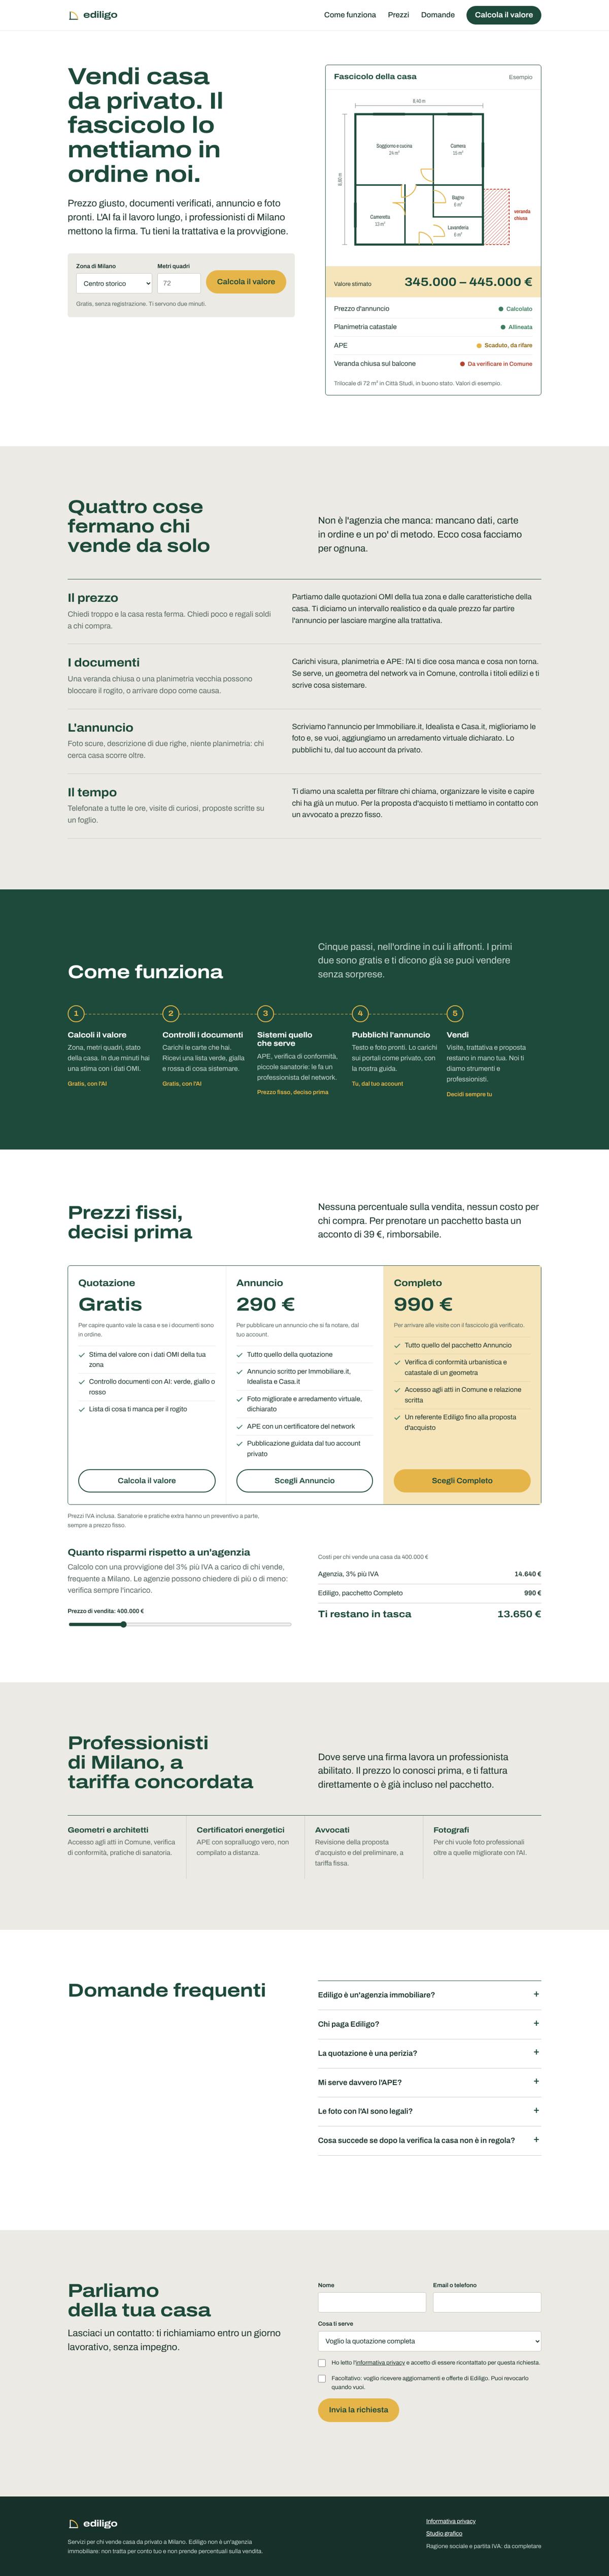 ediligo
Come funziona
Prezzi
Domande
Calcola il valore
Vendi casa
da privato. Il
fascicolo lo
mettiamo in
ordine noi.
Prezzo giusto, documenti verificati, annuncio e foto
pronti. L'AI fa il lavoro lungo, i professionisti di Milano
mettono la firma. Tu tieni la trattativa e la provvigione.
Zona di Milano
Metri quadri
Centro storico
72
Calcola il valore
Gratis, senza registrazione. Ti servono due minuti.
Fascicolo della casa
Esempio
8,40 m
8,60 m
Soggiorno e cucina
24 m²
Camera
15 m²
Bagno
5 m²
Cameretta
13 m²
Lavanderia
6 m²
veranda
chiusa
Valore stimato
345.000 – 445.000 €
Prezzo d'annuncio
Calcolato
Planimetria catastale
Allineata
APE
Scaduto, da rifare
Veranda chiusa sul balcone
Da verificare in Comune
Trilocale di 72 m² in Città Studi, in buono stato. Valori di esempio.
Quattro cose
fermano chi
vende da solo
Non è l'agenzia che manca: mancano dati, carte
in ordine e un po' di metodo. Ecco cosa facciamo
per ognuna.
Il prezzo
Chiedi troppo e la casa resta ferma. Chiedi poco e regali soldi
a chi compra.
Partiamo dalle quotazioni OMI della tua zona e dalle caratteristiche della
casa. Ti diciamo un intervallo realistico e da quale prezzo far partire
l'annuncio per lasciare margine alla trattativa.
I documenti
Una veranda chiusa o una planimetria vecchia possono
bloccare il rogito, o arrivare dopo come causa.
Carichi visura, planimetria e APE: l'AI ti dice cosa manca e cosa non torna.
Se serve, un geometra del network va in Comune, controlla i titoli edilizi e ti
scrive cosa sistemare.
L'annuncio
Foto scure, descrizione di due righe, niente planimetria: chi
cerca casa scorre oltre.
Scriviamo l'annuncio per Immobiliare.it, Idealista e Casa.it, miglioriamo le
foto e, se vuoi, aggiungiamo un arredamento virtuale dichiarato. Lo
pubblichi tu, dal tuo account da privato.
Il tempo
Telefonate a tutte le ore, visite di curiosi, proposte scritte su
un foglio.
Ti diamo una scaletta per filtrare chi chiama, organizzare le visite e capire
chi ha già un mutuo. Per la proposta d'acquisto ti mettiamo in contatto con
un avvocato a prezzo fisso.
Come funziona
Cinque passi, nell'ordine in cui li affronti. I primi
due sono gratis e ti dicono già se puoi vendere
senza sorprese.
1
2
3
4
5
Calcoli il valore
Zona, metri quadri, stato
della casa. In due minuti hai
una stima con i dati OMI.
Gratis, con l'AI
Controlli i documenti
Carichi le carte che hai.
Ricevi una lista verde, gialla
e rossa di cosa sistemare.
Gratis, con l'AI
Sistemi quello
che serve
APE, verifica di conformità,
piccole sanatorie: le fa un
professionista del network.
Prezzo fisso, deciso prima
Pubblichi l'annuncio
Testo e foto pronti. Lo carichi
sui portali come privato, con
la nostra guida.
Tu, dal tuo account
Vendi
Visite, trattativa e proposta
restano in mano tua. Noi ti
diamo strumenti e
professionisti.
Decidi sempre tu
Prezzi fissi,
decisi prima
Nessuna percentuale sulla vendita, nessun costo per
chi compra. Per prenotare un pacchetto basta un
acconto di 39 €, rimborsabile.
Quotazione
Gratis
Per capire quanto vale la casa e se i documenti sono
in ordine.
Stima del valore con i dati OMI della tua
zona
Controllo documenti con AI: verde, giallo o
rosso
Lista di cosa ti manca per il rogito
Calcola il valore
Annuncio
290 €
Per pubblicare un annuncio che si fa notare, dal
tuo account.
Tutto quello della quotazione
Annuncio scritto per Immobiliare.it,
Idealista e Casa.it
Foto migliorate e arredamento virtuale,
dichiarato
APE con un certificatore del network
Pubblicazione guidata dal tuo account
privato
Scegli Annuncio
Completo
990 €
Per arrivare alle visite con il fascicolo già verificato.
Tutto quello del pacchetto Annuncio
Verifica di conformità urbanistica e
catastale di un geometra
Accesso agli atti in Comune e relazione
scritta
Un referente Ediligo fino alla proposta
d'acquisto
Scegli Completo
Prezzi IVA inclusa. Sanatorie e pratiche extra hanno un preventivo a parte,
sempre a prezzo fisso.
Quanto risparmi rispetto a un'agenzia
Calcolo con una provvigione del 3% più IVA a carico di chi vende,
frequente a Milano. Le agenzie possono chiedere di più o di meno:
verifica sempre l'incarico.
Prezzo di vendita: 400.000 €
Costi per chi vende una casa da 400.000 €
Agenzia, 3% più IVA
14.640 €
Ediligo, pacchetto Completo
990 €
Ti restano in tasca
13.650 €
Professionisti
di Milano, a
tariffa concordata
Dove serve una firma lavora un professionista
abilitato. Il prezzo lo conosci prima, e ti fattura
direttamente o è già incluso nel pacchetto.
Geometri e architetti
Accesso agli atti in Comune, verifica
di conformità, pratiche di sanatoria.
Certificatori energetici
APE con sopralluogo vero, non
compilato a distanza.
Avvocati
Revisione della proposta
d'acquisto e del preliminare, a
tariffa fissa.
Fotografi
Per chi vuole foto professionali
oltre a quelle migliorate con l'AI.
Domande frequenti
Ediligo è un'agenzia immobiliare?
+
Chi paga Ediligo?
+
La quotazione è una perizia?
+
Mi serve davvero l'APE?
+
Le foto con l'AI sono legali?
+
Cosa succede se dopo la verifica la casa non è in regola?
+
Parliamo
della tua casa
Lasciaci un contatto: ti richiamiamo entro un giorno
lavorativo, senza impegno.
Nome
Email o telefono
Cosa ti serve
Voglio la quotazione completa
Ho letto l'informativa privacy e accetto di essere ricontattato per questa richiesta.
Facoltativo: voglio ricevere aggiornamenti e offerte di Ediligo. Puoi revocarlo
quando vuoi.
Invia la richiesta
ediligo
Servizi per chi vende casa da privato a Milano. Ediligo non è un'agenzia
immobiliare: non tratta per conto tuo e non prende percentuali sulla vendita.
Informativa privacy
Studio grafico
Ragione sociale e partita IVA: da completare